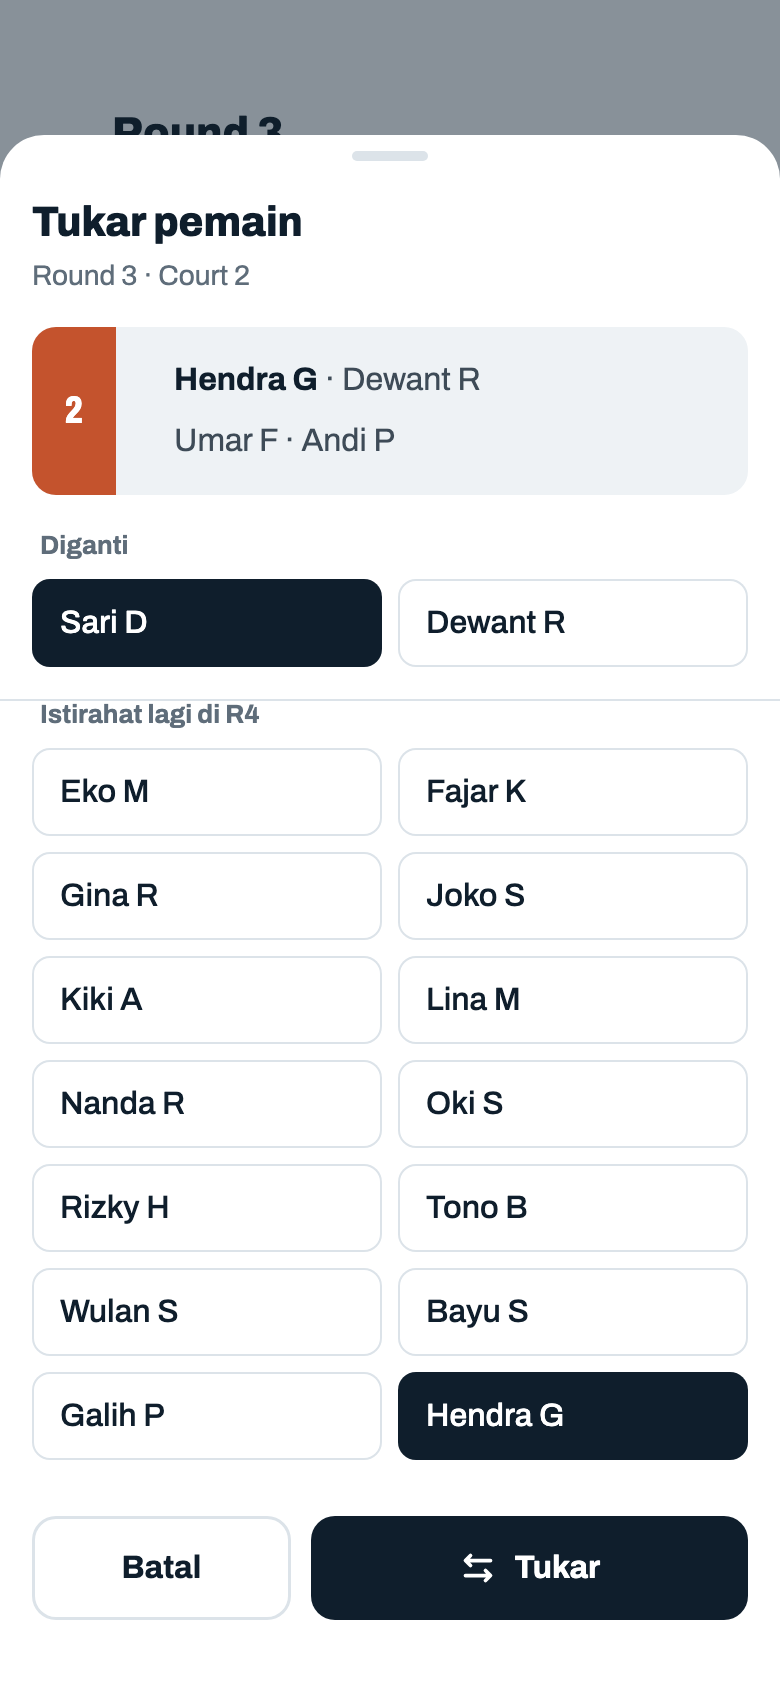 Round 3
Tukar pemain
Round 3 · Court 2
2
Hendra G · Dewant R
Umar F · Andi P
Diganti
Sari D
Dewant R
Istirahat lagi di R4
Eko M
Fajar K
Gina R
Joko S
Kiki A
Lina M
Nanda R
Oki S
Rizky H
Tono B
Wulan S
Bayu S
Galih P
Hendra G
Batal
Tukar